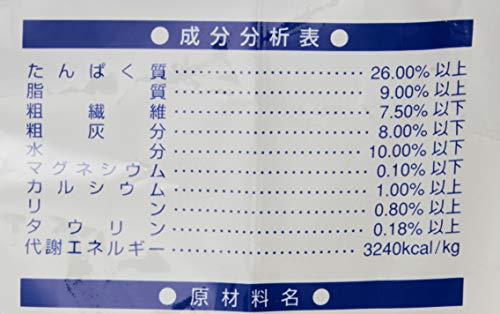 ● 成分分析表 ●
たんぱく質 26.00%以上
脂質 9.00%以上
粗繊維 7.50%以下
粗灰分 8.00%以下
水分 10.00%以下
マグネシウム 0.10%以下
カルシウム 1.00%以上
リン 0.80%以上
タウリン 0.18%以上
代謝エネルギー 3240kcal/kg
● 原材料名 ●